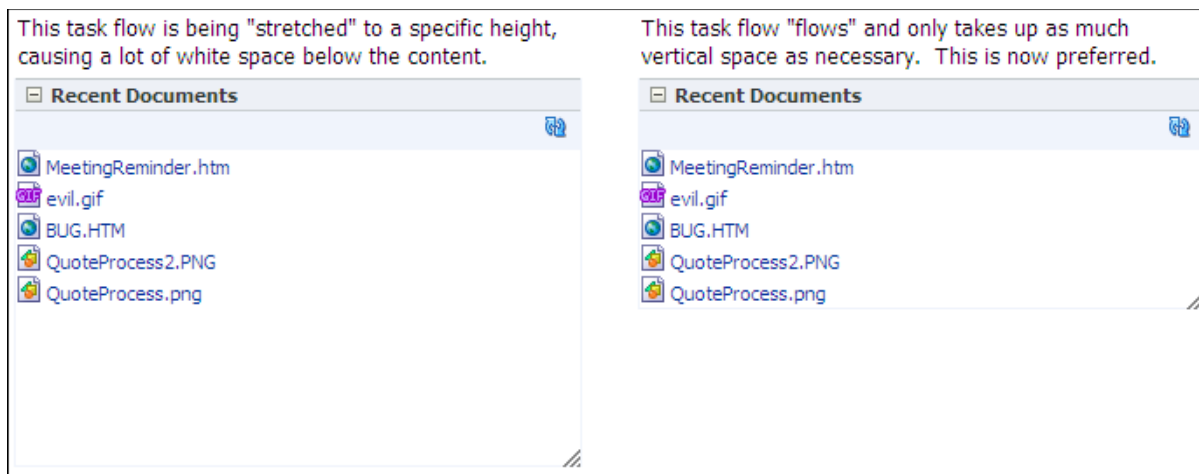 This task flow is being "stretched" to a specific height,
causing a lot of white space below the content.
Recent Documents
MeetingReminder.htm
GIF evil.gif
BUG.HTM
QuoteProcess2.PNG
QuoteProcess.png
This task flow "flows" and only takes up as much
vertical space as necessary.  This is now preferred.
Recent Documents
MeetingReminder.htm
GIF evil.gif
BUG.HTM
QuoteProcess2.PNG
QuoteProcess.png